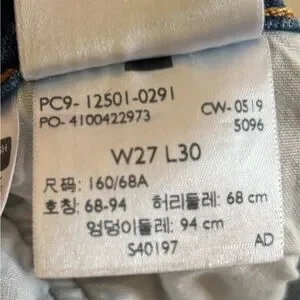 PC9- 12501-0291
PO- 4100422973 CW- 0519
5096
W27 L30
尺码: 160/68A
호칭: 68-94 허리둘레: 68 cm
엉덩이둘레: 94 cm
S40197 AD